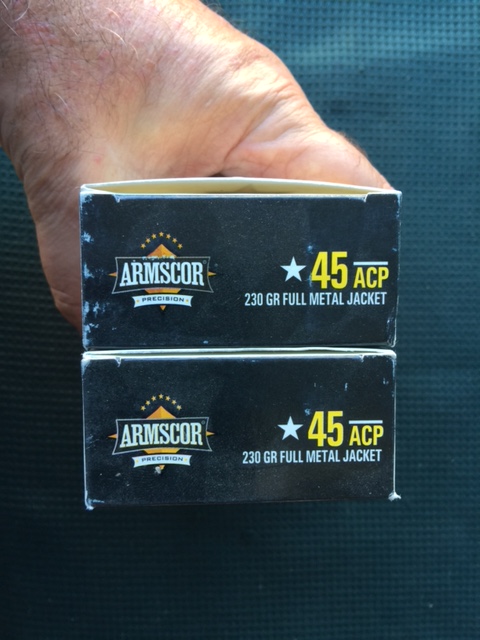 ARMSCOR
PRECISION
45 ACP
230 GR FULL METAL JACKET
ARMSCOR
PRECISION
45 ACP
230 GR FULL METAL JACKET